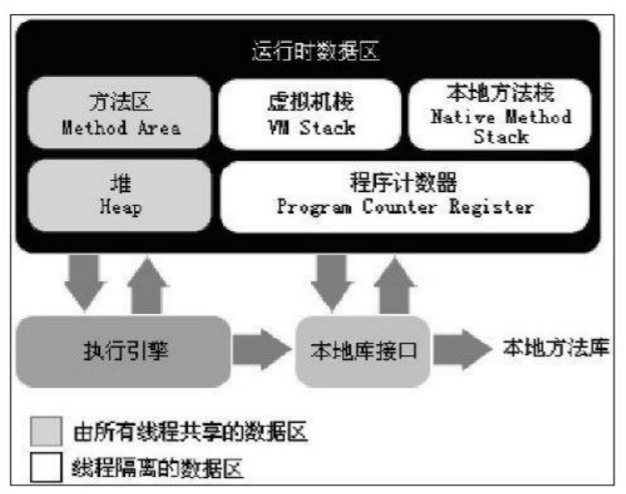 运行时数据区
方法区
Method Area
虚拟机栈
VM Stack
本地方法栈
Native Method
Stack
堆
Heap
程序计数器
Program Counter Register
执行引擎
本地库接口
本地方法库
由所有线程共享的数据区
线程隔离的数据区